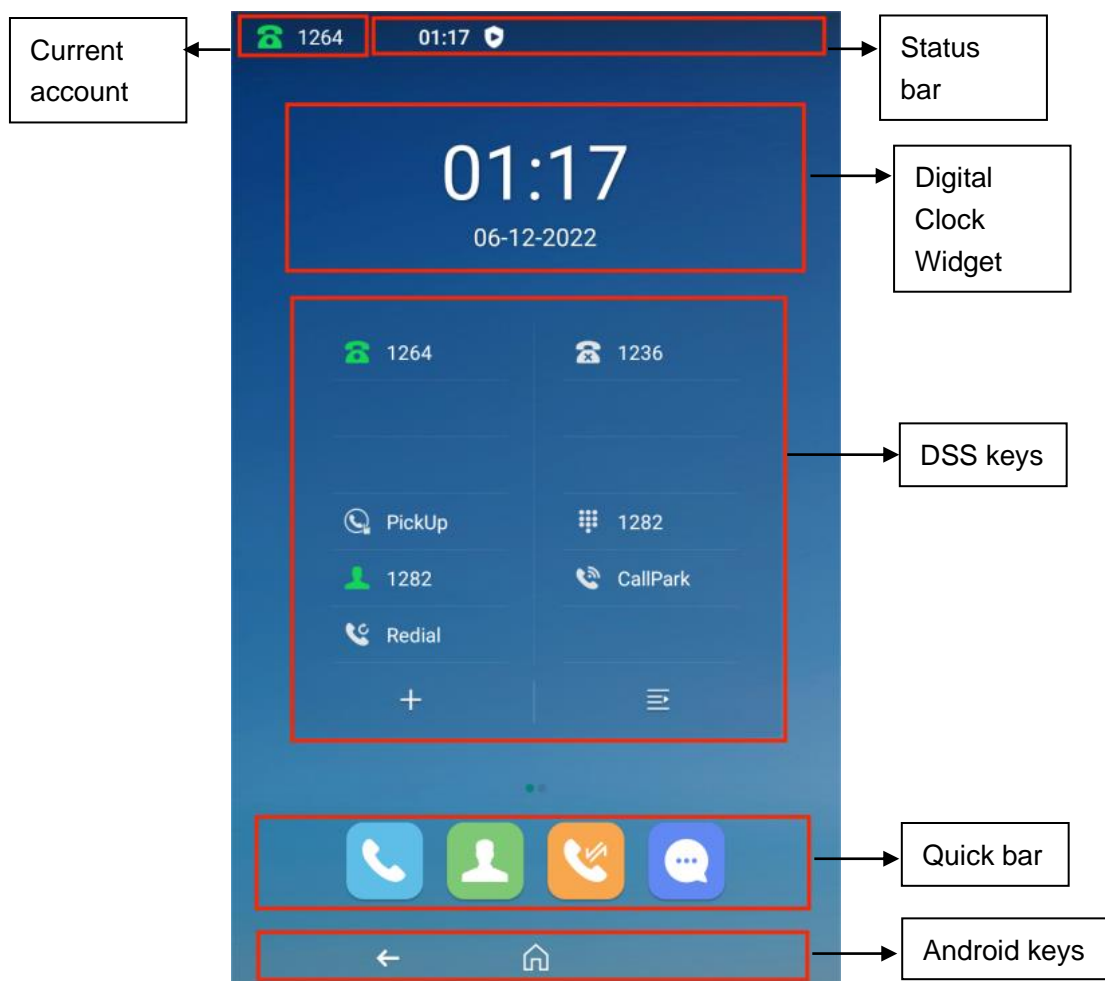 Current
account
1264
01:17
Status
bar
01:17
06-12-2022
Digital
Clock
Widget
1264
1236
DSS keys
PickUp
1282
1282
CallPark
Redial
Quick bar
Android keys